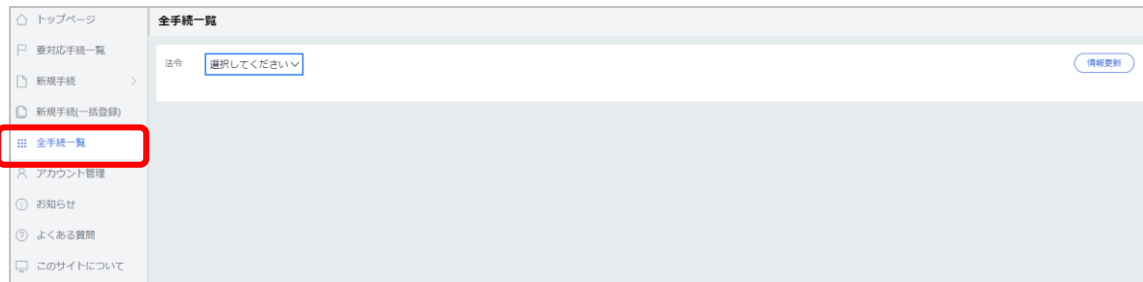 トップページ
要対応手続一覧
新規手続
新規手続(一括登録)
全手続一覧
アカウント管理
お知らせ
よくある質問
このサイトについて
全手続一覧
法令 選択してください
情報更新